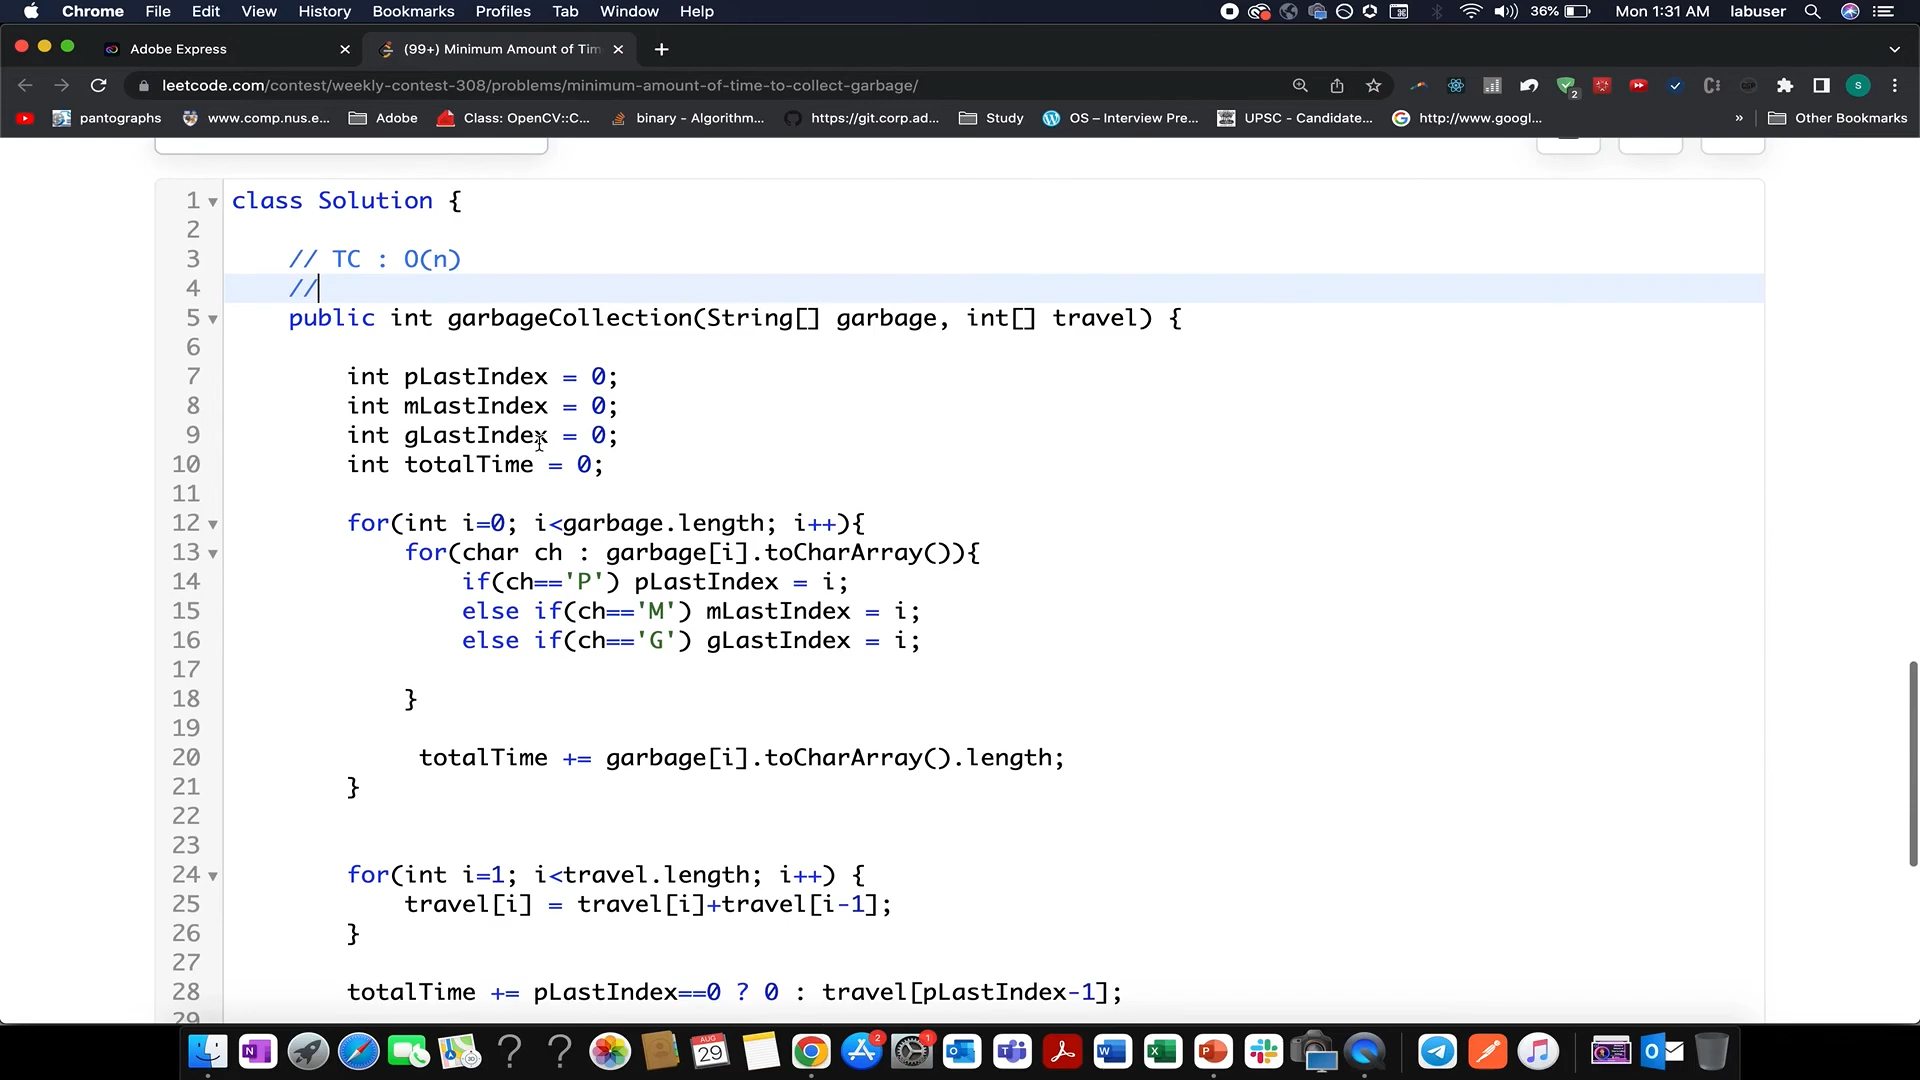 Chrome File Edit View History Bookmarks Profiles Tab Window Help 36% Mon 1:31 AM labuser
Adobe Express (99+) Minimum Amount of Tim
leetcode.com/contest/weekly-contest-308/problems/minimum-amount-of-time-to-collect-garbage/ 2 S
pantographs www.comp.nus.e... Adobe Class: OpenCV::C... binary - Algorithm... https://git.corp.ad... Study OS – Interview Pre... UPSC - Candidate... http://www.googl... » Other Bookmarks
1 class Solution {
2
3 // TC : O(n)
4 //
5 public int garbageCollection(String[] garbage, int[] travel) {
6
7 int pLastIndex = 0;
8 int mLastIndex = 0;
9 int gLastIndex = 0;
10 int totalTime = 0;
11
12 for(int i=0; i<garbage.length; i++){
13 for(char ch : garbage[i].toCharArray()){
14 if(ch=='P') pLastIndex = i;
15 else if(ch=='M') mLastIndex = i;
16 else if(ch=='G') gLastIndex = i;
17
18 }
19
20 totalTime += garbage[i].toCharArray().length;
21 }
22
23
24 for(int i=1; i<travel.length; i++) {
25 travel[i] = travel[i]+travel[i-1];
26 }
27
28 totalTime += pLastIndex==0 ? 0 : travel[pLastIndex-1];
29
N ? ? AUG 29 2 1 W X P